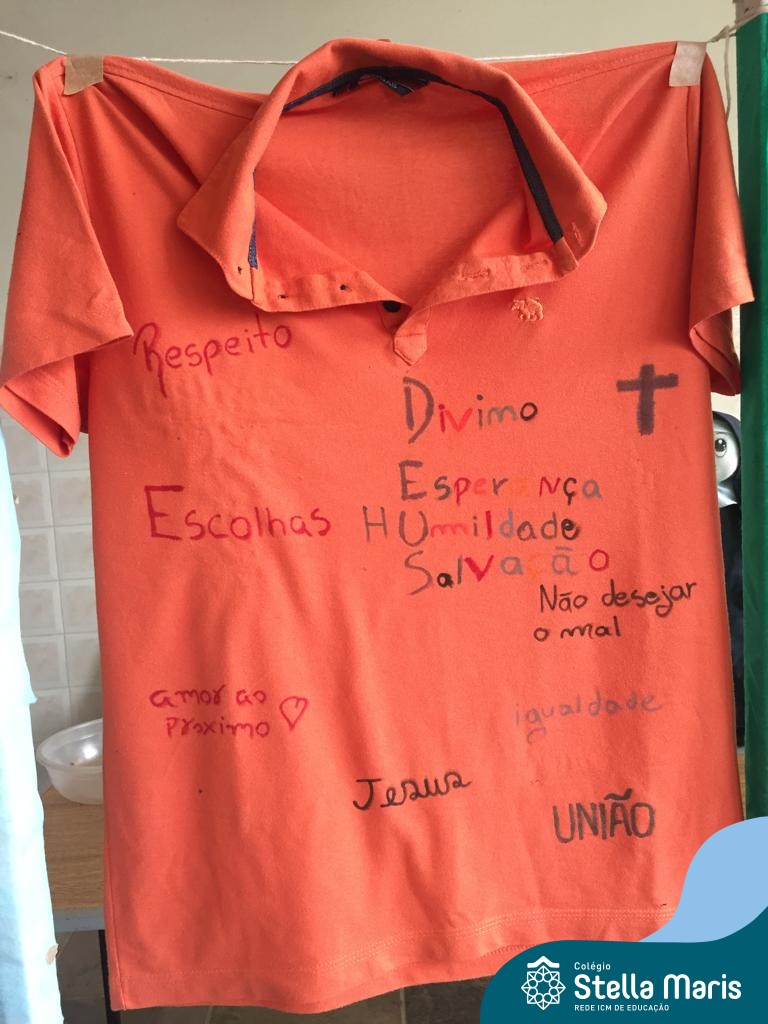 Respeito
Divimo
Esperança
Escolhas
HUmildade
Salvação
Não desejar
o mal
amor ao
Proximo
igualdade
Jesus
UNIÃO
Colégio
Stella Maris
REDE ICM DE EDUCAÇÃO